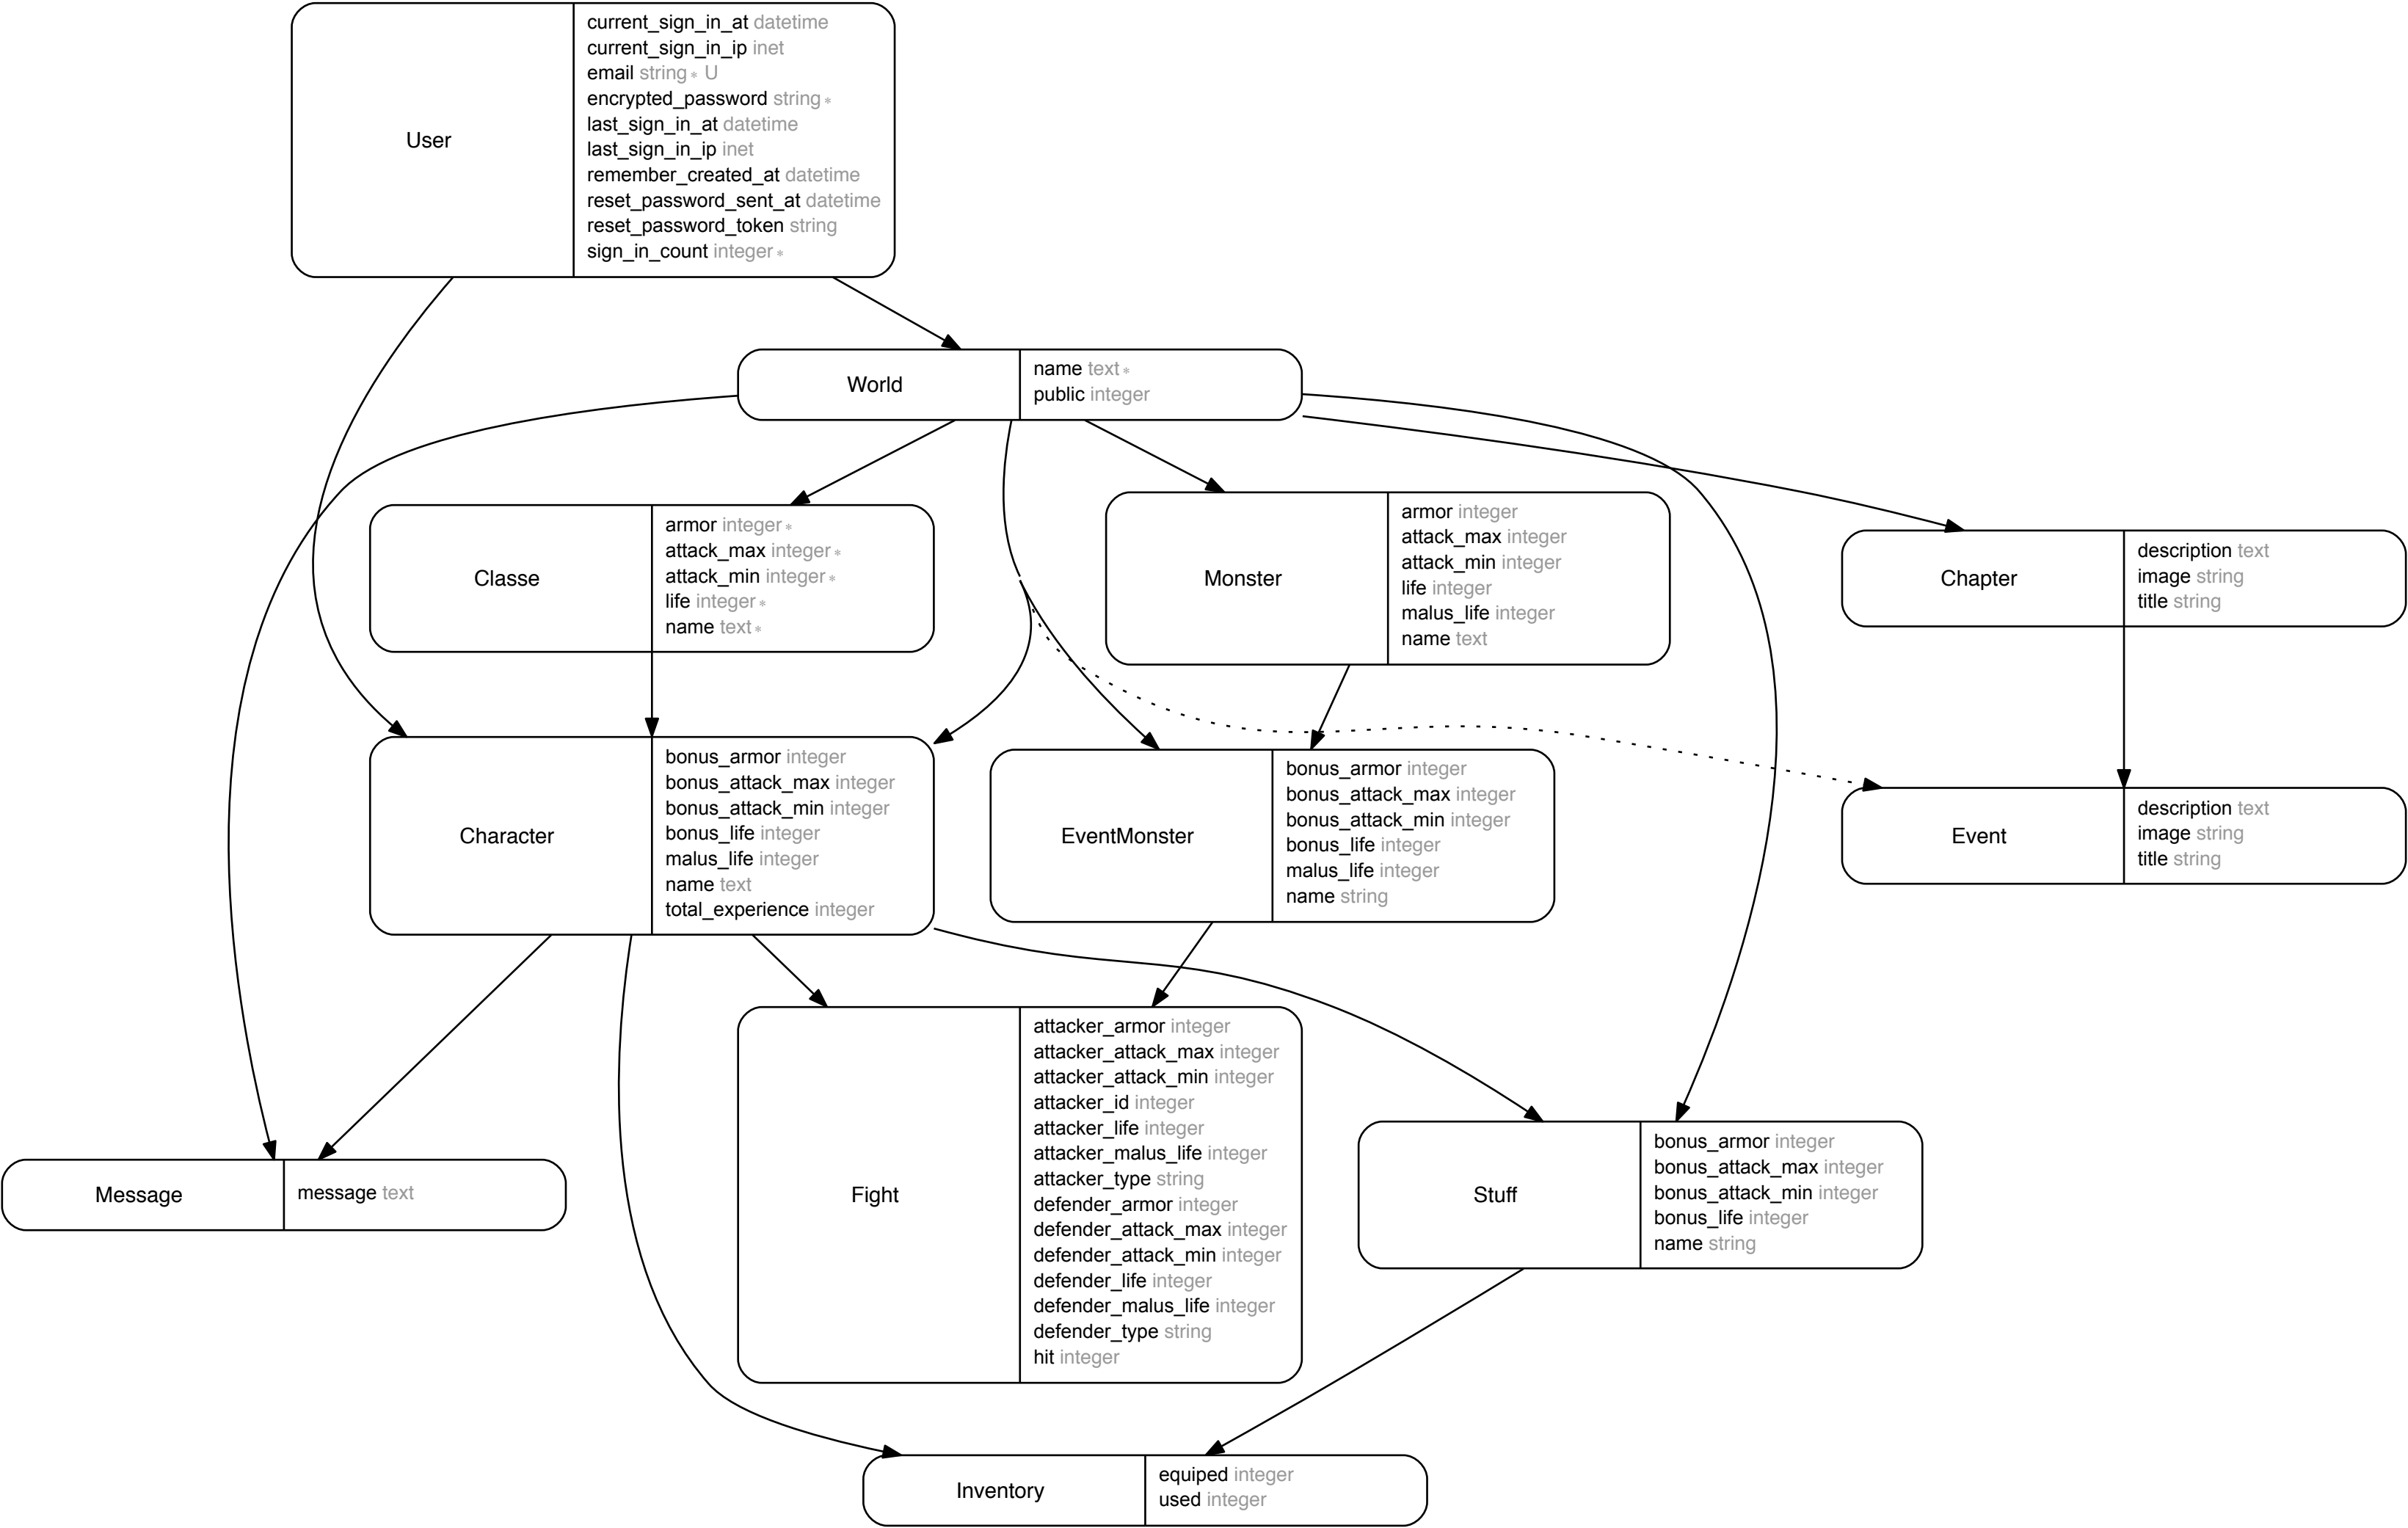 User
current_sign_in_at datetime
current_sign_in_ip inet
email string * U
encrypted_password string *
last_sign_in_at datetime
last_sign_in_ip inet
remember_created_at datetime
reset_password_sent_at datetime
reset_password_token string
sign_in_count integer *
World
name text *
public integer
Classe
armor integer *
attack_max integer *
attack_min integer *
life integer *
name text *
Monster
armor integer
attack_max integer
attack_min integer
life integer
malus_life integer
name text
Chapter
description text
image string
title string
Character
bonus_armor integer
bonus_attack_max integer
bonus_attack_min integer
bonus_life integer
malus_life integer
name text
total_experience integer
EventMonster
bonus_armor integer
bonus_attack_max integer
bonus_attack_min integer
bonus_life integer
malus_life integer
name string
Event
description text
image string
title string
Message
message text
Fight
attacker_armor integer
attacker_attack_max integer
attacker_attack_min integer
attacker_id integer
attacker_life integer
attacker_malus_life integer
attacker_type string
defender_armor integer
defender_attack_max integer
defender_attack_min integer
defender_life integer
defender_malus_life integer
defender_type string
hit integer
Stuff
bonus_armor integer
bonus_attack_max integer
bonus_attack_min integer
bonus_life integer
name string
Inventory
equiped integer
used integer